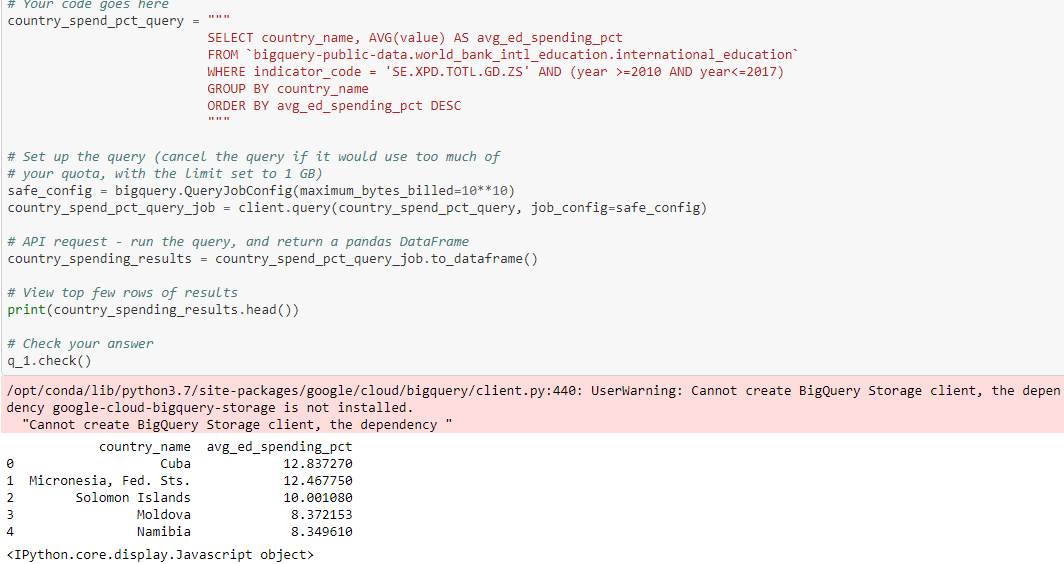 # Your code goes here
country_spend_pct_query = """
                          SELECT country_name, AVG(value) AS avg_ed_spending_pct
                          FROM `bigquery-public-data.world_bank_intl_education.international_education`
                          WHERE indicator_code = 'SE.XPD.TOTL.GD.ZS' AND (year >=2010 AND year<=2017)
                          GROUP BY country_name
                          ORDER BY avg_ed_spending_pct DESC
                          """
# Set up the query (cancel the query if it would use too much of
# your quota, with the limit set to 1 GB)
safe_config = bigquery.QueryJobConfig(maximum_bytes_billed=10**10)
country_spend_pct_query_job = client.query(country_spend_pct_query, job_config=safe_config)
# API request - run the query, and return a pandas DataFrame
country_spending_results = country_spend_pct_query_job.to_dataframe()
# View top few rows of results
print(country_spending_results.head())
# Check your answer
q_1.check()
/opt/conda/lib/python3.7/site-packages/google/cloud/bigquery/client.py:440: UserWarning: Cannot create BigQuery Storage client, the depen
dency google-cloud-bigquery-storage is not installed.
  "Cannot create BigQuery Storage client, the dependency "
            country_name  avg_ed_spending_pct
0                   Cuba            12.837270
1  Micronesia, Fed. Sts.            12.467750
2        Solomon Islands            10.001080
3                Moldova             8.372153
4                Namibia             8.349610
<IPython.core.display.Javascript object>